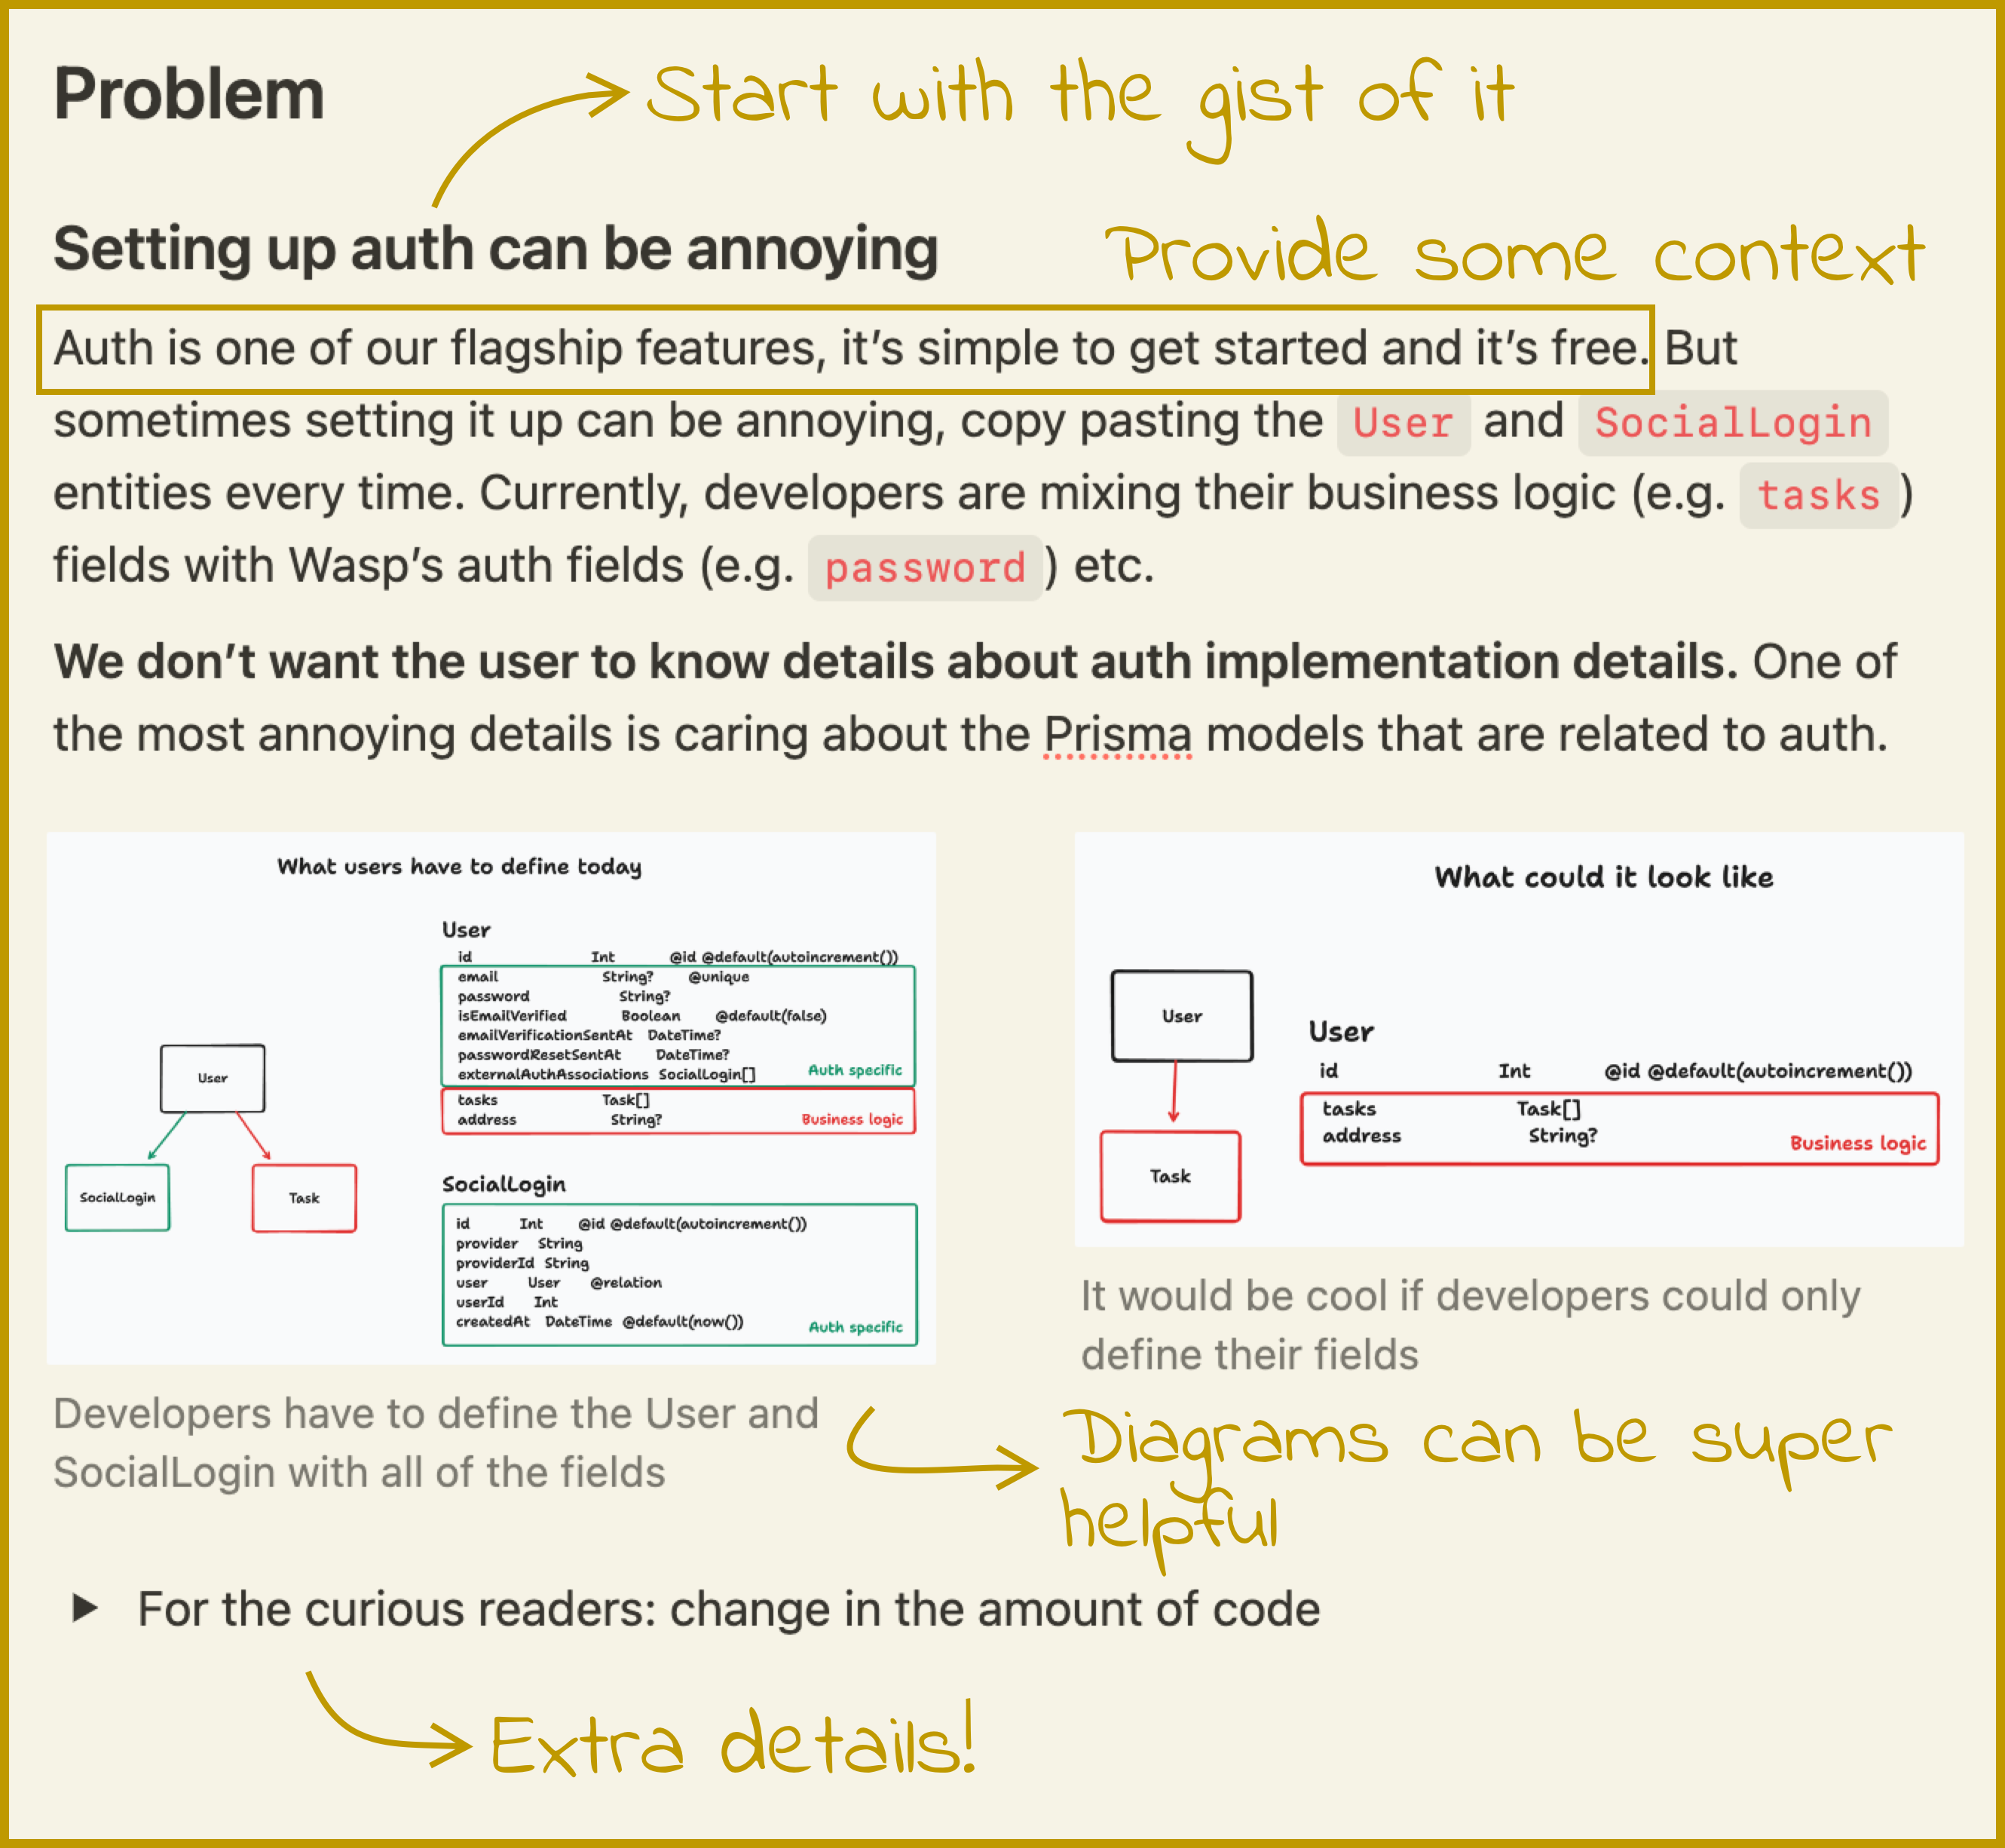 Problem
Start with the gist of it
Setting up auth can be annoying
Provide some context
Auth is one of our flagship features, it's simple to get started and it's free. But
sometimes setting it up can be annoying, copy pasting the User and SocialLogin
entities every time. Currently, developers are mixing their business logic (e.g. tasks)
fields with Wasp's auth fields (e.g. password) etc.
We don't want the user to know details about auth implementation details. One of
the most annoying details is caring about the Prisma models that are related to auth.
What users have to define today
User
SocialLogin
Task
User
id Int @id @default(autoincrement())
email String? @unique
password String?
isEmailVerified Boolean @default(false)
emailVerificationSentAt DateTime?
passwordResetSentAt DateTime?
externalAuthAssociations SocialLogin[]
Auth specific
tasks Task[]
address String?
Business logic
SocialLogin
id Int @id @default(autoincrement())
provider String
providerId String
user User @relation
userId Int
createdAt DateTime @default(now())
Auth specific
Developers have to define the User and
SocialLogin with all of the fields
What could it look like
User
Task
User
id Int @id @default(autoincrement())
tasks Task[]
address String?
Business logic
It would be cool if developers could only
define their fields
Diagrams can be super
helpful
For the curious readers: change in the amount of code
Extra details!